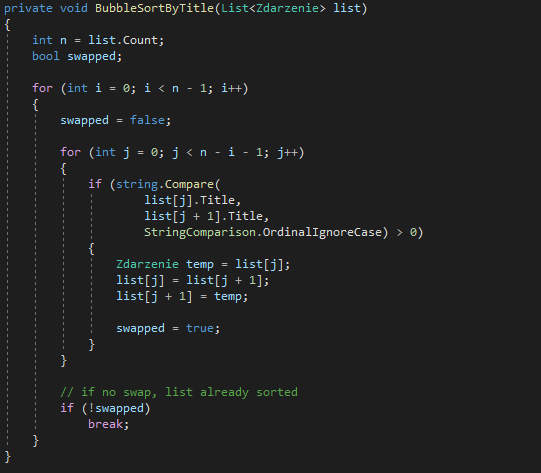 private void BubbleSortByTitle(List<Zdarzenie> list)
{
    int n = list.Count;
    bool swapped;

    for (int i = 0; i < n - 1; i++)
    {
        swapped = false;

        for (int j = 0; j < n - i - 1; j++)
        {
            if (string.Compare(
                    list[j].Title,
                    list[j + 1].Title,
                    StringComparison.OrdinalIgnoreCase) > 0)
            {
                Zdarzenie temp = list[j];
                list[j] = list[j + 1];
                list[j + 1] = temp;

                swapped = true;
            }
        }

        // if no swap, list already sorted
        if (!swapped)
            break;
    }
}